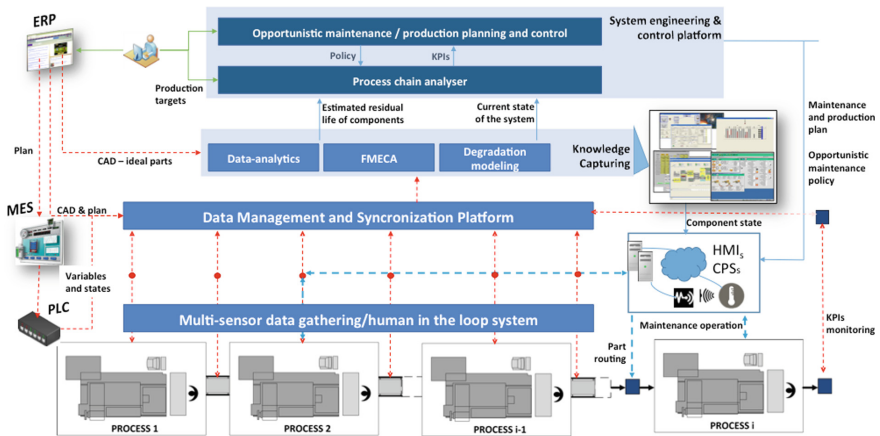 ERP
System engineering &
control platform
Opportunistic maintenance / production planning and control
Policy
KPIs
Process chain analyser
Production
targets
Estimated residual
life of components
Current state
of the system
Maintenance
and production
plan
Plan
CAD – ideal parts
Data-analytics
FMECA
Degradation
modeling
Knowledge
Capturing
Opportunistic
maintenance
policy
MES
CAD & plan
Data Management and Syncronization Platform
Component state
HMIs
CPSs
Variables
and states
PLC
Multi-sensor data gathering/human in the loop system
Maintenance operation
KPIs
monitoring
Part
routing
PROCESS 1
PROCESS 2
PROCESS i-1
PROCESS i